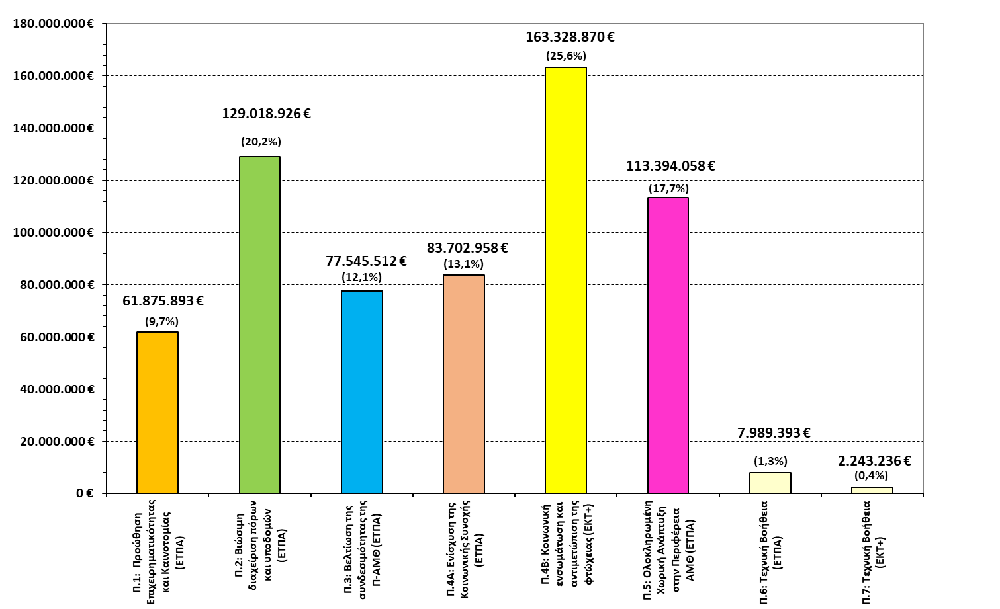 180.000.000 €
160.000.000 €
140.000.000 €
120.000.000 €
100.000.000 €
80.000.000 €
60.000.000 €
40.000.000 €
20.000.000 €
0 €
61.875.893 €
(9,7%)
129.018.926 €
(20,2%)
77.545.512 €
(12,1%)
83.702.958 €
(13,1%)
163.328.870 €
(25,6%)
113.394.058 €
(17,7%)
7.989.393 €
(1,3%)
2.243.236 €
(0,4%)
Π.1: Προώθηση
Επιχειρηματικότητας
και Καινοτομίας
(ΕΤΠΑ)
Π.2: Βιώσιμη
διαχείριση πόρων
και υποδομών
(ΕΤΠΑ)
Π.3: Βελτίωση της
συνδεσιμότητας της
Π-ΑΜΘ (ΕΤΠΑ)
Π.4Α: Ενίσχυση της
Κοινωνικής Συνοχής
(ΕΤΠΑ)
Π.4Β: Κοινωνική
ενσωμάτωση και
αντιμετώπιση της
φτώχειας (ΕΚΤ+)
Π.5: Ολοκληρωμένη
Χωρική Ανάπτυξη
στην Περιφέρεια
ΑΜΘ (ΕΤΠΑ)
Π.6: Τεχνική Βοήθεια
(ΕΤΠΑ)
Π.7: Τεχνική Βοήθεια
(ΕΚΤ+)